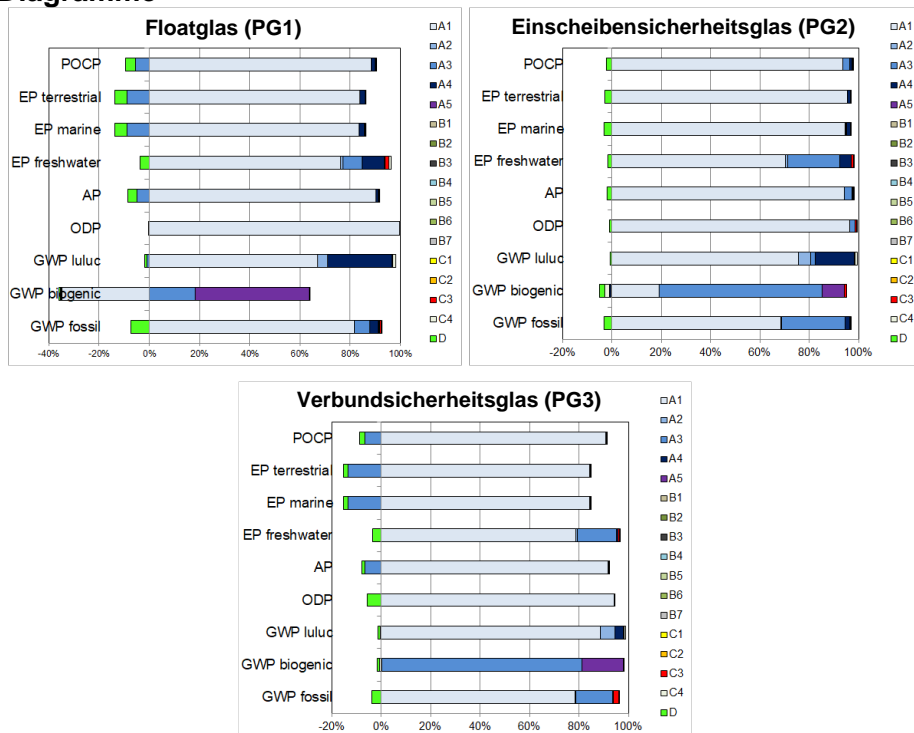 Diagramme
Floatglas (PG1)
POCP
EP terrestrial
EP marine
EP freshwater
AP
ODP
GWP luluc
GWP biogenic
GWP fossil
-40% -20% 0% 20% 40% 60% 80% 100%
A1
A2
A3
A4
A5
B1
B2
B3
B4
B5
B6
B7
C1
C2
C3
C4
D
Einscheibensicherheitsglas (PG2)
POCP
EP terrestrial
EP marine
EP freshwater
AP
ODP
GWP luluc
GWP biogenic
GWP fossil
-20% 0% 20% 40% 60% 80% 100%
A1
A2
A3
A4
A5
B1
B2
B3
B4
B5
B6
B7
C1
C2
C3
C4
D
Verbundsicherheitsglas (PG3)
POCP
EP terrestrial
EP marine
EP freshwater
AP
ODP
GWP luluc
GWP biogenic
GWP fossil
-20% 0% 20% 40% 60% 80% 100%
A1
A2
A3
A4
A5
B1
B2
B3
B4
B5
B6
B7
C1
C2
C3
C4
D